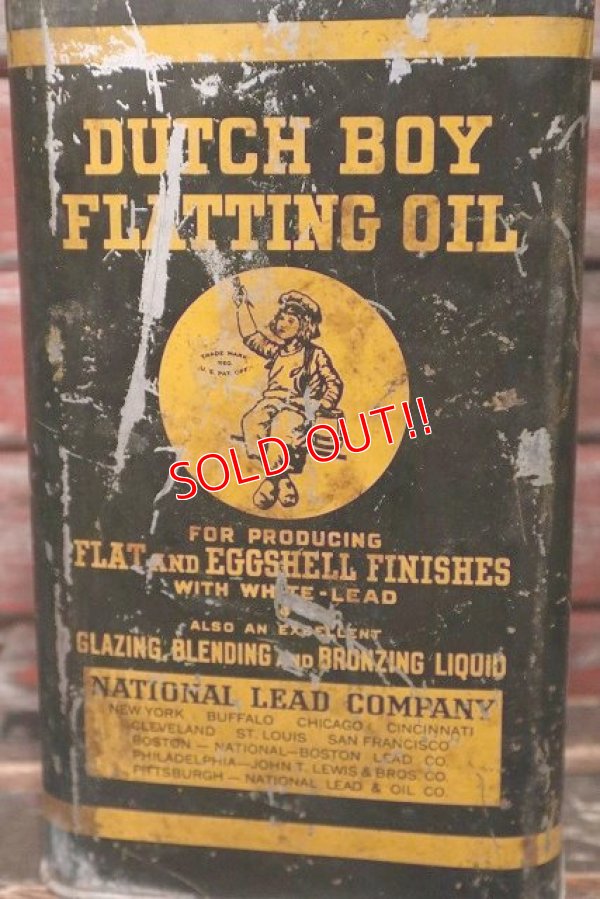 DUTCH BOY
FLATTING OIL
TRADE MARK
REG.
U.S. PAT. OFF.
SOLD OUT!!
FOR PRODUCING
FLAT AND EGGSHELL FINISHES
WITH WHITE-LEAD
ALSO AN EXCELLENT
GLAZING, BLENDING AND BRONZING LIQUID
NATIONAL LEAD COMPANY
NEW YORK BUFFALO CHICAGO CINCINNATI
CLEVELAND ST. LOUIS SAN FRANCISCO
BOSTON — NATIONAL-BOSTON LEAD CO.
PHILADELPHIA — JOHN T. LEWIS & BROS. CO.
PITTSBURGH — NATIONAL LEAD & OIL CO.